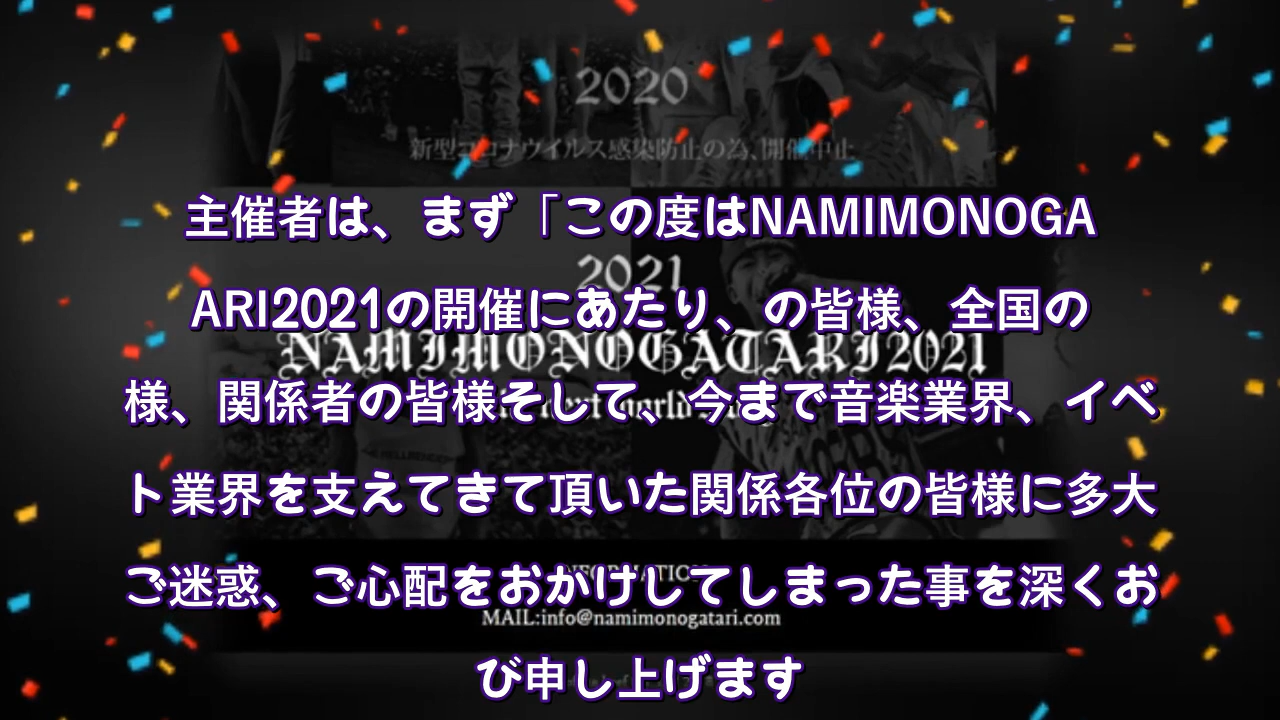 2020
新型コロナウイルス感染防止の為、開催中止
主催者は、まず「この度はNAMIMONOGA
2021
ARI2021の開催にあたり、の皆様、全国の
NAMIMONOGATARI2021
様、関係者の皆様そして、今まで音楽業界、イベ
ト業界を支えてきて頂いた関係各位の皆様に多大
ご迷惑、ご心配をおかけしてしまった事を深くお
MAIL:info@namimonogatari.com
び申し上げます